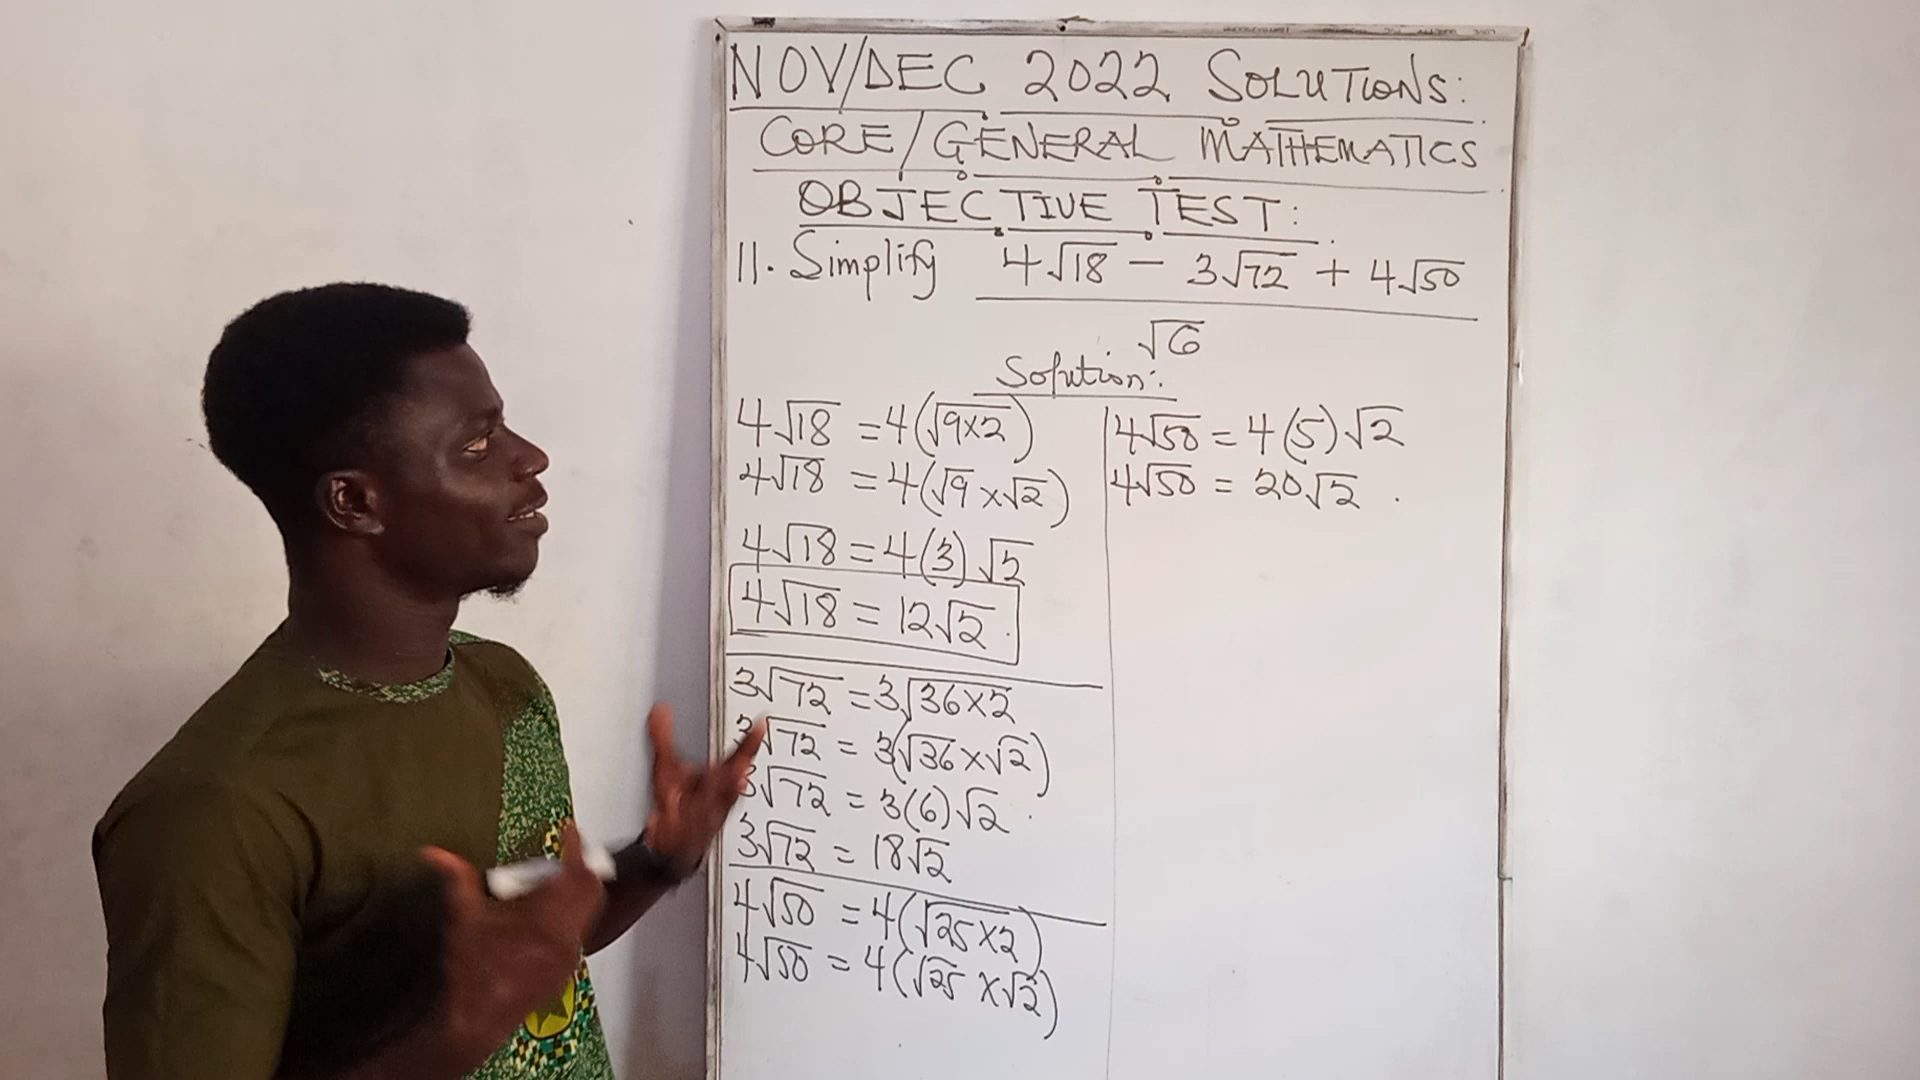 NOV/DEC 2022 SOLUTIONS:
CORE/GENERAL MATHEMATICS
OBJECTIVE TEST:
11. Simplify 4√18 - 3√72 + 4√50
√6
Solution:
4√18 = 4(√9×2)
4√18 = 4(√9 × √2)
4√18 = 4(3)√2
4√18 = 12√2.
3√72 = 3√36×2
3√72 = 3(√36×√2)
3√72 = 3(6)√2.
3√72 = 18√2
4√50 = 4(√25×2)
4√50 = 4(√25 ×√2)
4√50 = 4(5)√2
4√50 = 20√2.